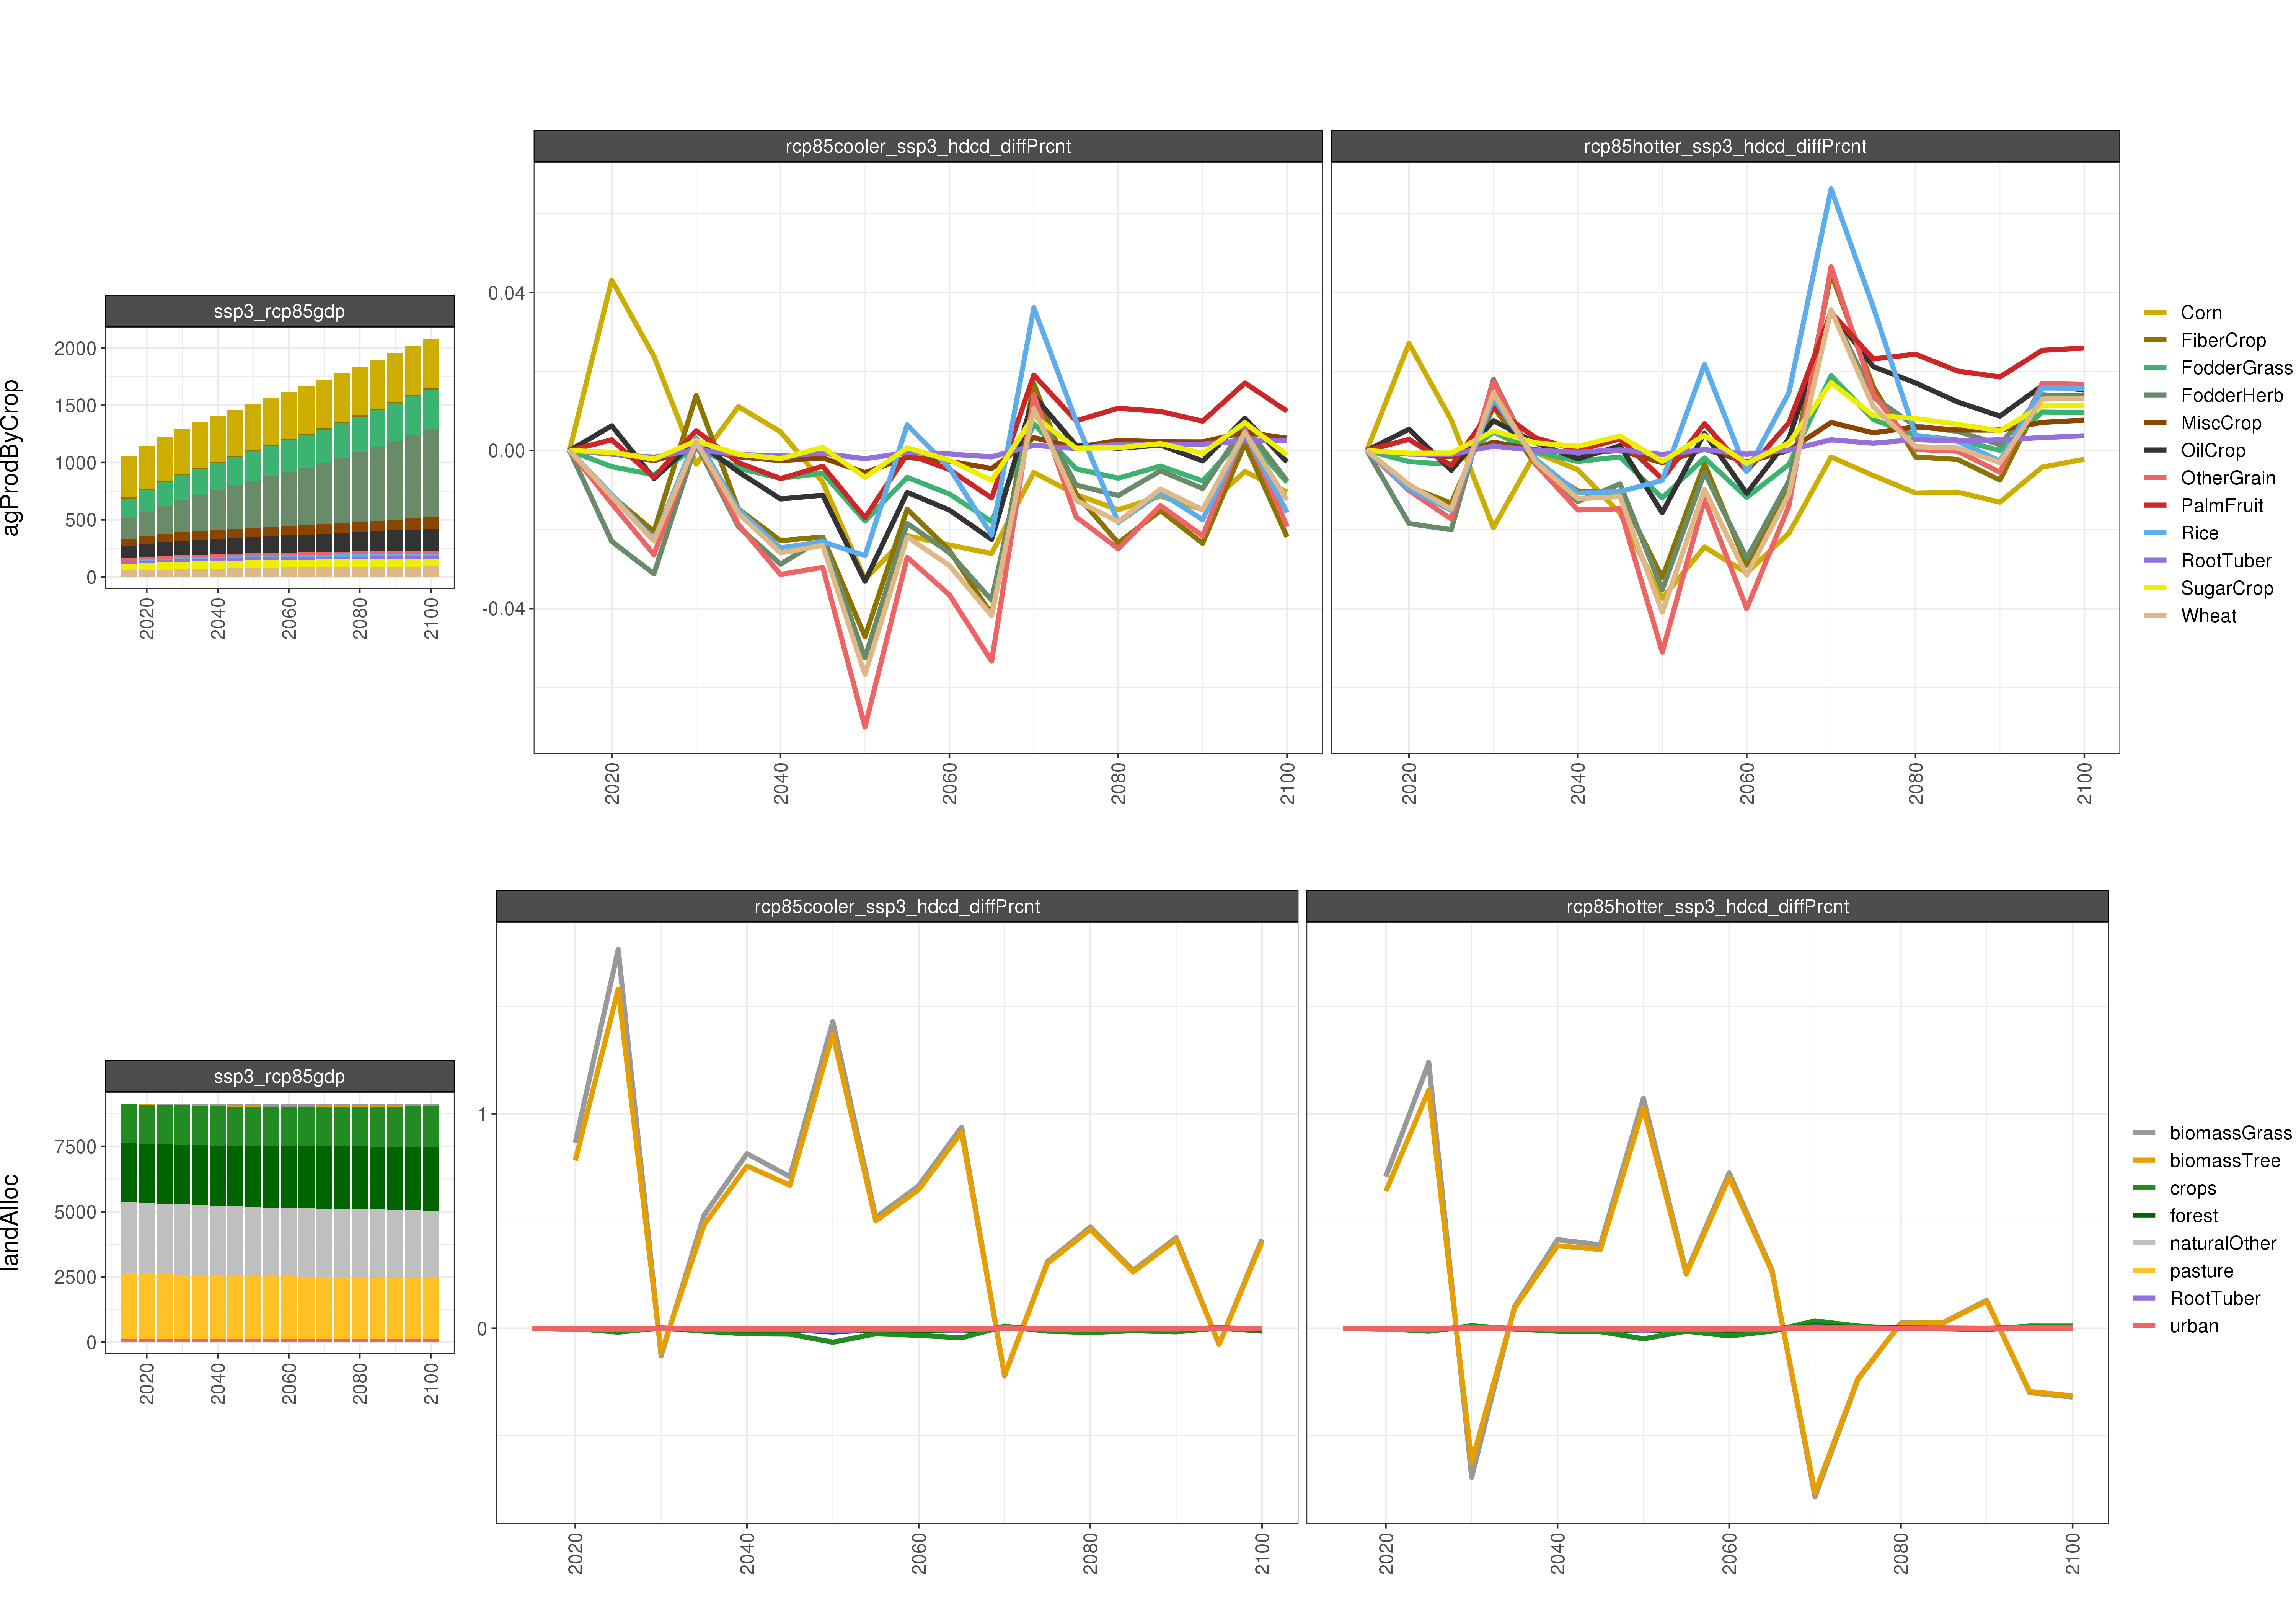 rcp85cooler_ssp3_hdcd_diffPrcnt
rcp85hotter_ssp3_hdcd_diffPrcnt
ssp3_rcp85gdp
agProdByCrop
2000
1500
1000
500
0
2020
2040
2060
2080
2100
0.04
0.00
-0.04
2020
2040
2060
2080
2100
2020
2040
2060
2080
2100
Corn
FiberCrop
FodderGrass
FodderHerb
MiscCrop
OilCrop
OtherGrain
PalmFruit
Rice
RootTuber
SugarCrop
Wheat
rcp85cooler_ssp3_hdcd_diffPrcnt
rcp85hotter_ssp3_hdcd_diffPrcnt
ssp3_rcp85gdp
landAlloc
7500
5000
2500
0
2020
2040
2060
2080
2100
1
0
2020
2040
2060
2080
2100
2020
2040
2060
2080
2100
biomassGrass
biomassTree
crops
forest
naturalOther
pasture
RootTuber
urban